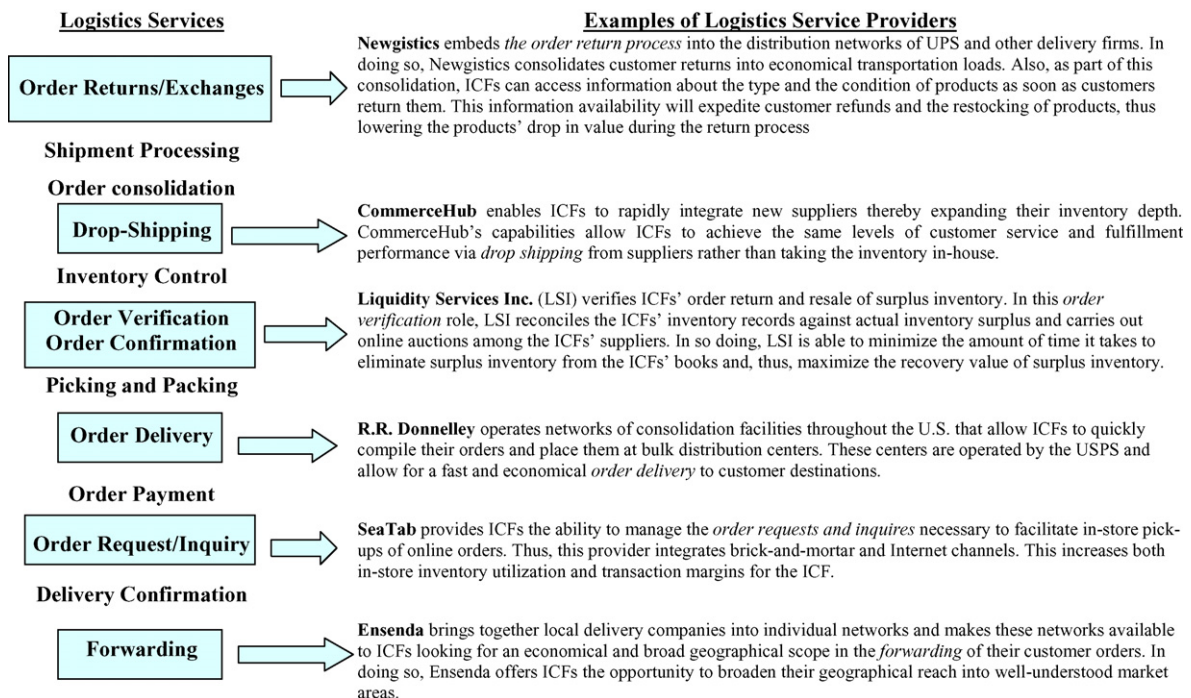 Logistics Services
Examples of Logistics Service Providers
Order Returns/Exchanges
Newgistics embeds the order return process into the distribution networks of UPS and other delivery firms. In
doing so, Newgistics consolidates customer returns into economical transportation loads. Also, as part of this
consolidation, ICFs can access information about the type and the condition of products as soon as customers
return them. This information availability will expedite customer refunds and the restocking of products, thus
lowering the products’ drop in value during the return process
Shipment Processing
Order consolidation
Drop-Shipping
CommerceHub enables ICFs to rapidly integrate new suppliers thereby expanding their inventory depth.
CommerceHub’s capabilities allow ICFs to achieve the same levels of customer service and fulfillment
performance via drop shipping from suppliers rather than taking the inventory in-house.
Inventory Control
Order Verification
Order Confirmation
Liquidity Services Inc. (LSI) verifies ICFs’ order return and resale of surplus inventory. In this order
verification role, LSI reconciles the ICFs’ inventory records against actual inventory surplus and carries out
online auctions among the ICFs’ suppliers. In so doing, LSI is able to minimize the amount of time it takes to
eliminate surplus inventory from the ICFs’ books and, thus, maximize the recovery value of surplus inventory.
Picking and Packing
Order Delivery
R.R. Donnelley operates networks of consolidation facilities throughout the U.S. that allow ICFs to quickly
compile their orders and place them at bulk distribution centers. These centers are operated by the USPS and
allow for a fast and economical order delivery to customer destinations.
Order Payment
Order Request/Inquiry
SeaTab provides ICFs the ability to manage the order requests and inquires necessary to facilitate in-store pick-
ups of online orders. Thus, this provider integrates brick-and-mortar and Internet channels. This increases both
in-store inventory utilization and transaction margins for the ICF.
Delivery Confirmation
Forwarding
Ensenda brings together local delivery companies into individual networks and makes these networks available
to ICFs looking for an economical and broad geographical scope in the forwarding of their customer orders. In
doing so, Ensenda offers ICFs the opportunity to broaden their geographical reach into well-understood market
areas.